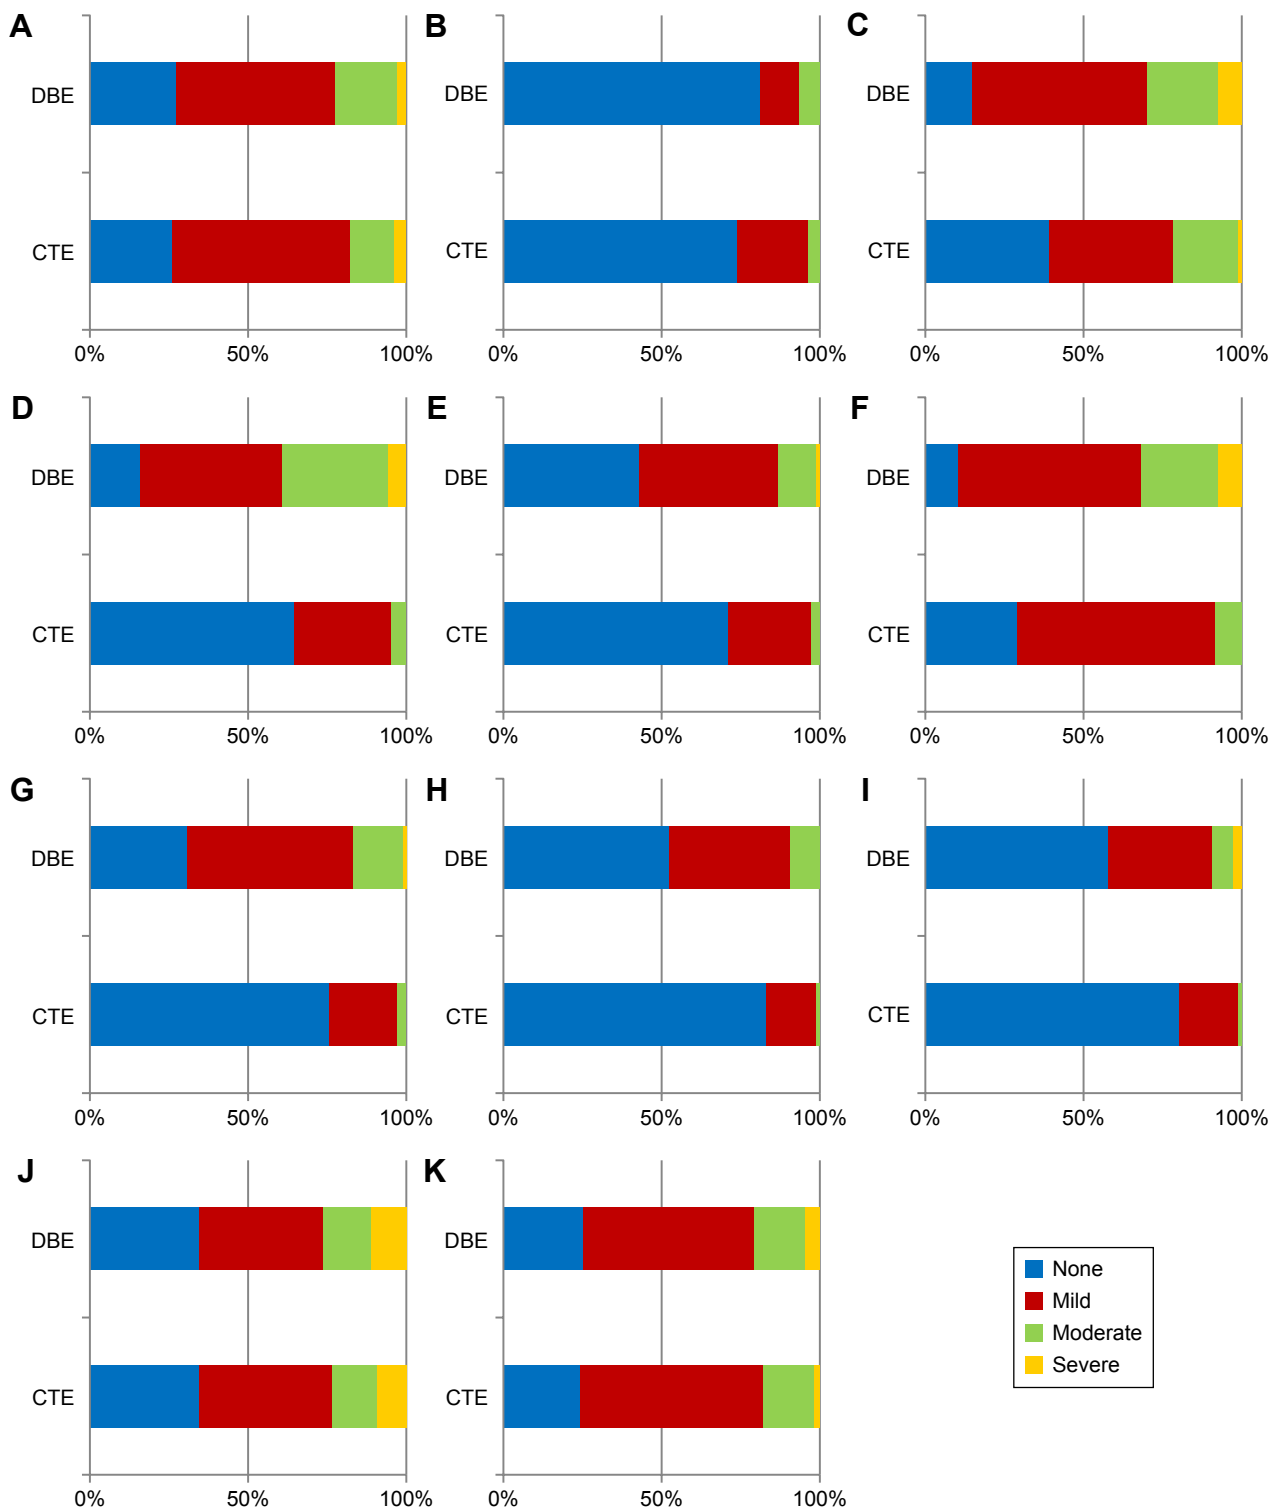 A
B
C
DBE
DBE
DBE
CTE
CTE
CTE
0%
50%
100%
0%
50%
100%
0%
50%
100%
D
E
F
DBE
DBE
DBE
CTE
CTE
CTE
0%
50%
100%
0%
50%
100%
0%
50%
100%
G
H
I
DBE
DBE
DBE
CTE
CTE
CTE
0%
50%
100%
0%
50%
100%
0%
50%
100%
J
K
DBE
DBE
CTE
CTE
0%
50%
100%
0%
50%
100%
None
Mild
Moderate
Severe